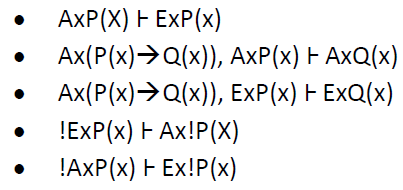 • AxP(X) Ⱶ ExP(x)
• Ax(P(x)→Q(x)), AxP(x) Ⱶ AxQ(x)
• Ax(P(x)→Q(x)), ExP(x) Ⱶ ExQ(x)
• !ExP(x) Ⱶ Ax!P(X)
• !AxP(x) Ⱶ Ex!P(x)